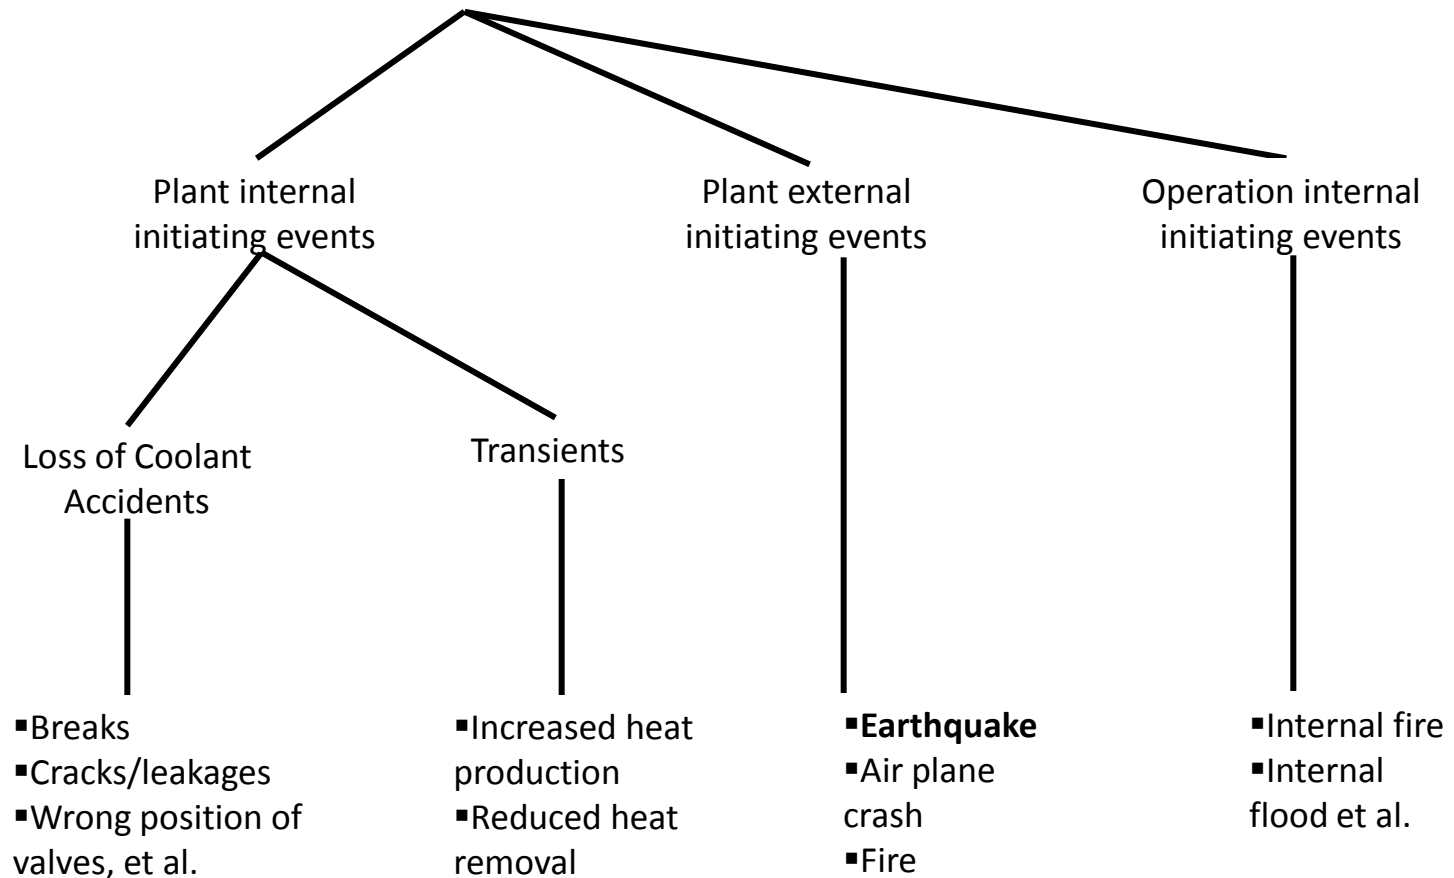 Plant internal
initiating events
Plant external
initiating events
Operation internal
initiating events
Loss of Coolant
Accidents
Transients
▪Breaks
▪Cracks/leakages
▪Wrong position of
valves, et al.
▪Increased heat
production
▪Reduced heat
removal
▪Earthquake
▪Air plane
crash
▪Fire
▪Internal fire
▪Internal
flood et al.